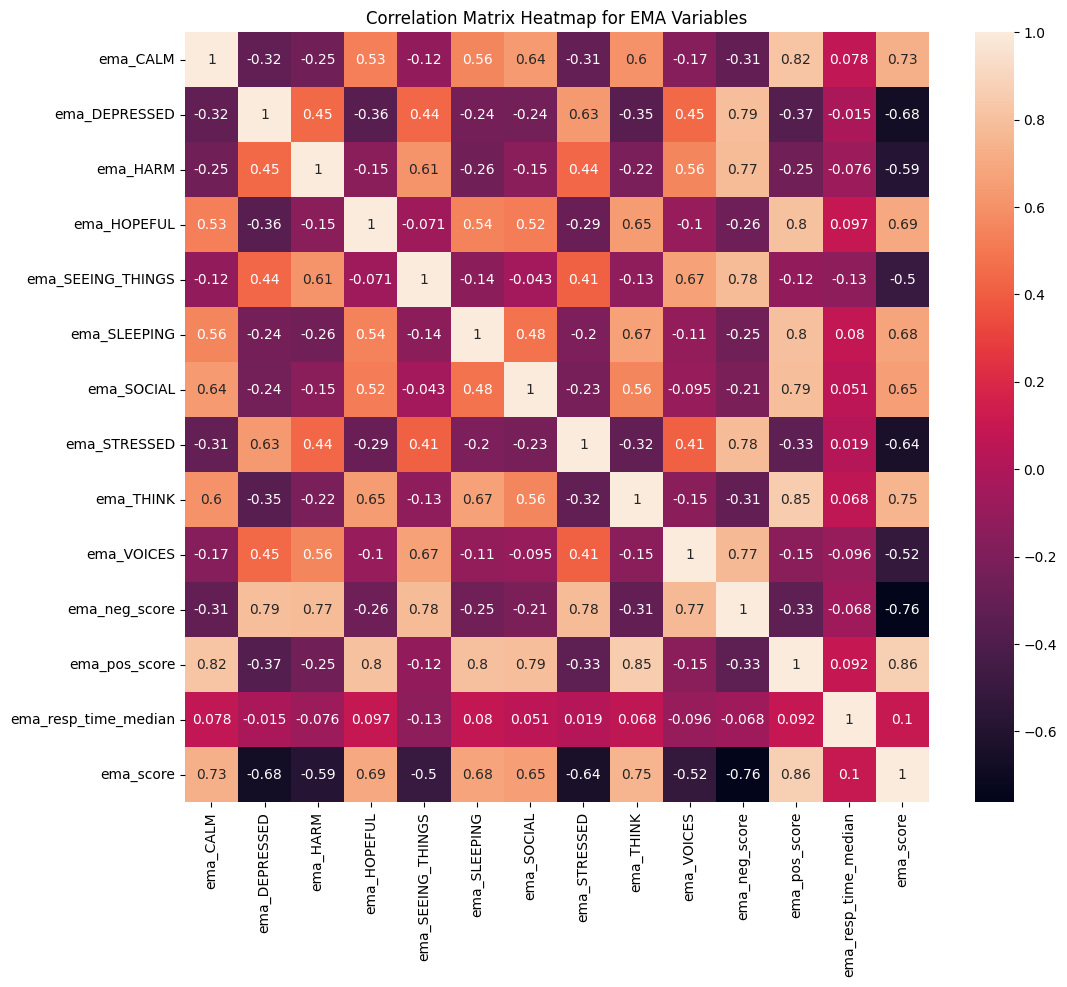 Correlation Matrix Heatmap for EMA Variables
ema_CALM 1 -0.32 -0.25 0.53 -0.12 0.56 0.64 -0.31 0.6 -0.17 -0.31 0.82 0.078 0.73
ema_DEPRESSED -0.32 1 0.45 -0.36 0.44 -0.24 -0.24 0.63 -0.35 0.45 0.79 -0.37 -0.015 -0.68
ema_HARM -0.25 0.45 1 -0.15 0.61 -0.26 -0.15 0.44 -0.22 0.56 0.77 -0.25 -0.076 -0.59
ema_HOPEFUL 0.53 -0.36 -0.15 1 -0.071 0.54 0.52 -0.29 0.65 -0.1 -0.26 0.8 0.097 0.69
ema_SEEING_THINGS -0.12 0.44 0.61 -0.071 1 -0.14 -0.043 0.41 -0.13 0.67 0.78 -0.12 -0.13 -0.5
ema_SLEEPING 0.56 -0.24 -0.26 0.54 -0.14 1 0.48 -0.2 0.67 -0.11 -0.25 0.8 0.08 0.68
ema_SOCIAL 0.64 -0.24 -0.15 0.52 -0.043 0.48 1 -0.23 0.56 -0.095 -0.21 0.79 0.051 0.65
ema_STRESSED -0.31 0.63 0.44 -0.29 0.41 -0.2 -0.23 1 -0.32 0.41 0.78 -0.33 0.019 -0.64
ema_THINK 0.6 -0.35 -0.22 0.65 -0.13 0.67 0.56 -0.32 1 -0.15 -0.31 0.85 0.068 0.75
ema_VOICES -0.17 0.45 0.56 -0.1 0.67 -0.11 -0.095 0.41 -0.15 1 0.77 -0.15 -0.096 -0.52
ema_neg_score -0.31 0.79 0.77 -0.26 0.78 -0.25 -0.21 0.78 -0.31 0.77 1 -0.33 -0.068 -0.76
ema_pos_score 0.82 -0.37 -0.25 0.8 -0.12 0.8 0.79 -0.33 0.85 -0.15 -0.33 1 0.092 0.86
ema_resp_time_median 0.078 -0.015 -0.076 0.097 -0.13 0.08 0.051 0.019 0.068 -0.096 -0.068 0.092 1 0.1
ema_score 0.73 -0.68 -0.59 0.69 -0.5 0.68 0.65 -0.64 0.75 -0.52 -0.76 0.86 0.1 1
ema_CALM
ema_DEPRESSED
ema_HARM
ema_HOPEFUL
ema_SEEING_THINGS
ema_SLEEPING
ema_SOCIAL
ema_STRESSED
ema_THINK
ema_VOICES
ema_neg_score
ema_pos_score
ema_resp_time_median
ema_score
1.0
0.8
0.6
0.4
0.2
0.0
−0.2
−0.4
−0.6